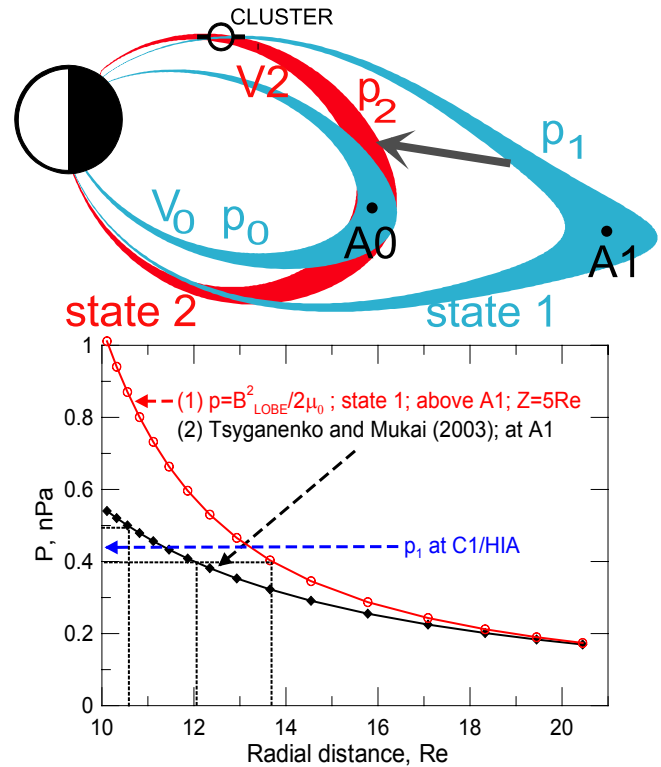 CLUSTER
V2
p2
p1
V0 p0
A0
A1
state 2
state 1
1
(1) p=B²LOBE/2μ0 ; state 1; above A1; Z=5Re
(2) Tsyganenko and Mukai (2003); at A1
0.8
0.6
p1 at C1/HIA
0.4
0.2
0
P, nPa
10 12 14 16 18 20
Radial distance, Re